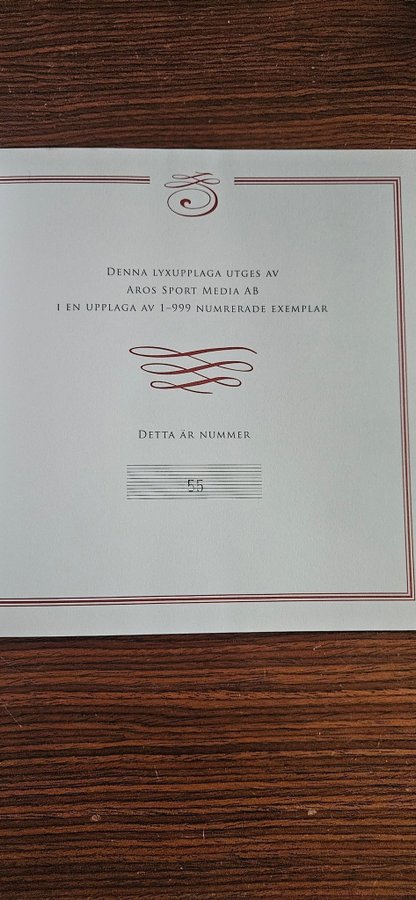 DENNA LYXUPPLAGA UTGES AV
AROS SPORT MEDIA AB
I EN UPPLAGA AV 1–999 NUMRERADE EXEMPLAR
DETTA ÄR NUMMER
55